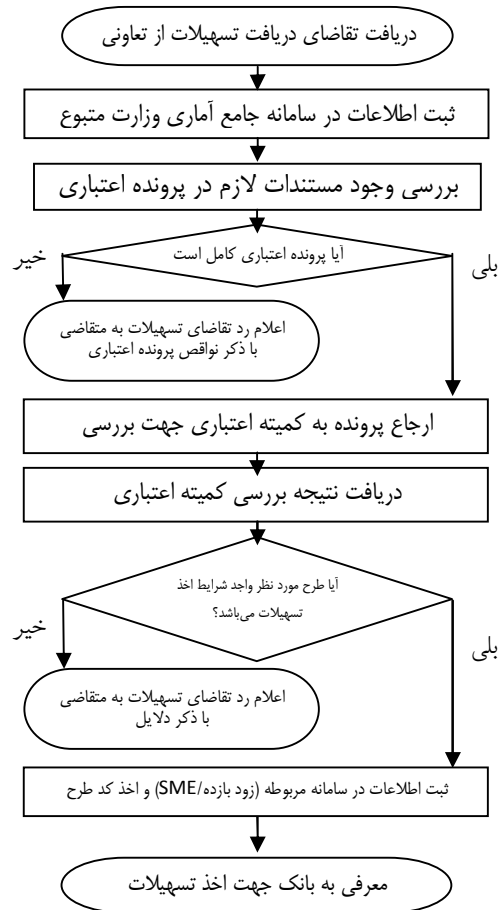 دریافت تقاضای دریافت تسهیلات از تعاونی
ثبت اطلاعات در سامانه جامع آماری وزارت متبوع
بررسی وجود مستندات لازم در پرونده اعتباری
آیا پرونده اعتباری کامل است
خیر
بلی
اعلام رد تقاضای تسهیلات به متقاضی
با ذکر نواقص پرونده اعتباری
ارجاع پرونده به کمیته اعتباری جهت بررسی
دریافت نتیجه بررسی کمیته اعتباری
آیا طرح مورد نظر واجد شرایط اخذ
تسهیلات می‌باشد؟
خیر
بلی
اعلام رد تقاضای تسهیلات به متقاضی
با ذکر دلایل
ثبت اطلاعات در سامانه مربوطه (زود بازده/SME) و اخذ کد طرح
معرفی به بانک جهت اخذ تسهیلات